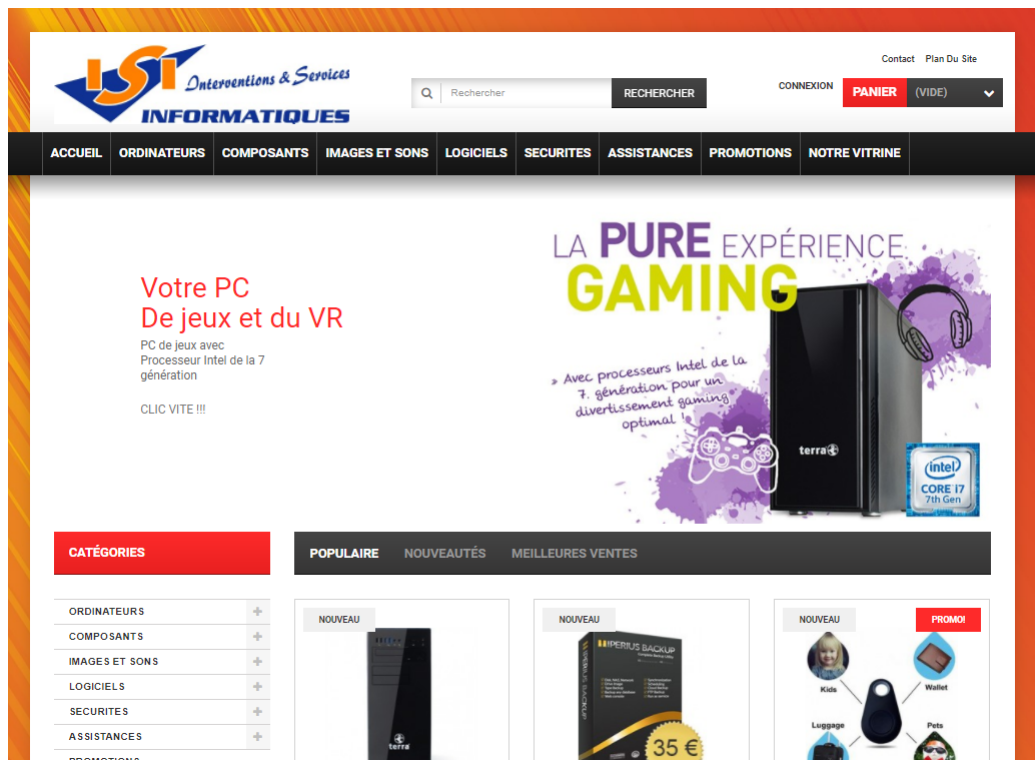 ISI Interventions & Services
INFORMATIQUES
Contact Plan Du Site
Rechercher
RECHERCHER
CONNEXION
PANIER (VIDE)
ACCUEIL ORDINATEURS COMPOSANTS IMAGES ET SONS LOGICIELS SECURITES ASSISTANCES PROMOTIONS NOTRE VITRINE
Votre PC
De jeux et du VR
PC de jeux avec
Processeur Intel de la 7
génération
CLIC VITE !!!
LA PURE EXPÉRIENCE
GAMING
» Avec processeurs Intel de la
7. génération pour un
divertissement gaming
optimal !
terra
intel
CORE i7
7th Gen
CATÉGORIES
POPULAIRE NOUVEAUTÉS MEILLEURES VENTES
ORDINATEURS
COMPOSANTS
IMAGES ET SONS
LOGICIELS
SECURITES
ASSISTANCES
PROMOTIONS
NOUVEAU
terra
NOUVEAU
IPERIUS BACKUP
IPERIUS BACKUP
35 €
NOUVEAU
PROMO!
Kids
Wallet
Luggage
Pets